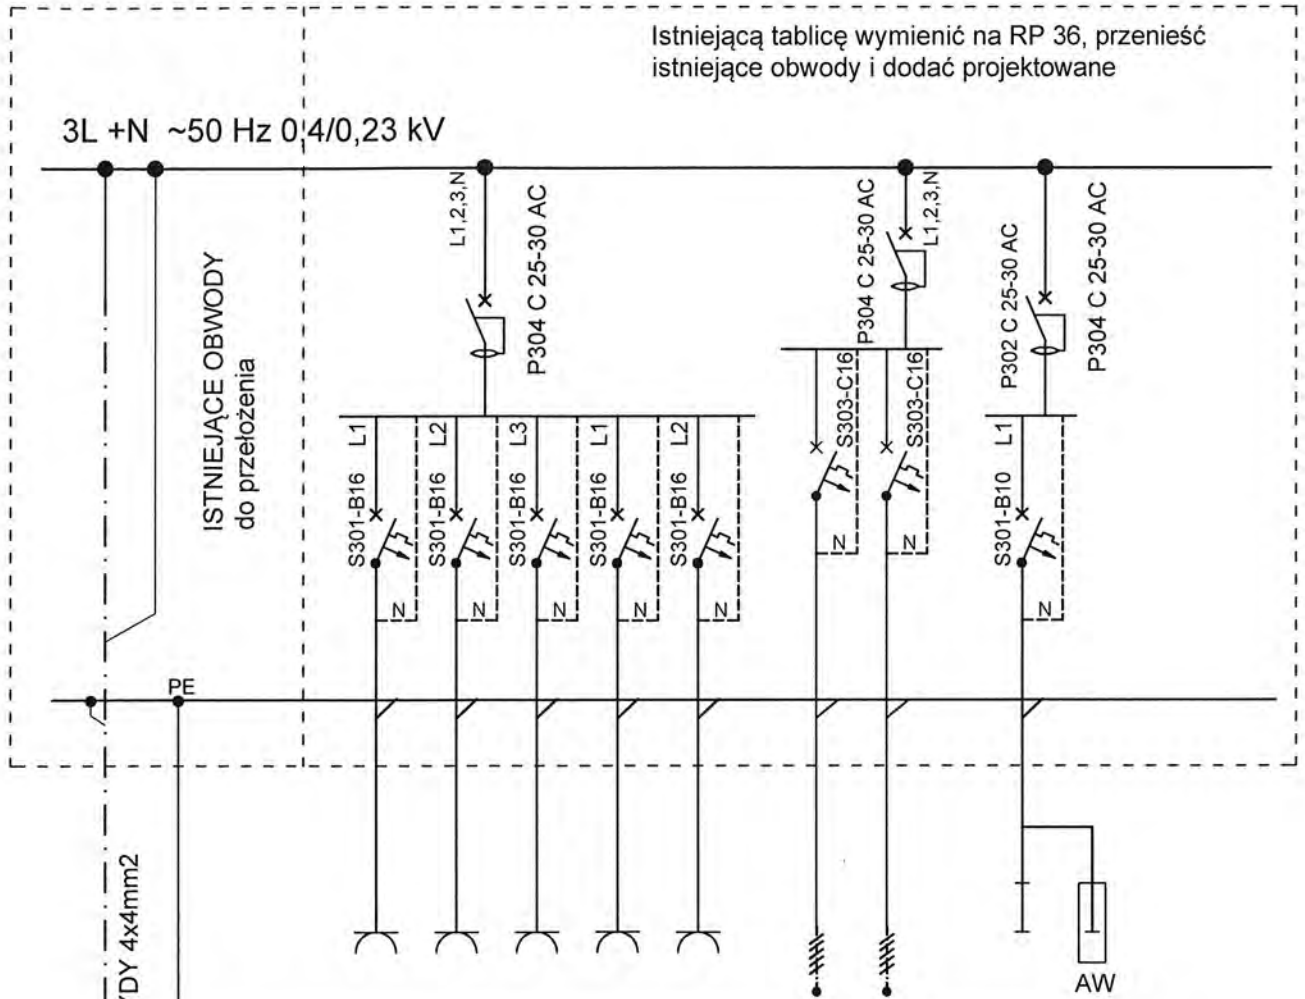 Istniejącą tablicę wymienić na RP 36, przenieść
istniejące obwody i dodać projektowane
3L +N ~50 Hz 0,4/0,23 kV
L1,2,3,N
P304 C 25-30 AC
P304 C 25-30 AC
L1,2,3,N
P302 C 25-30 AC
P304 C 25-30 AC
ISTNIEJĄCE OBWODY
do przełożenia
L1
L2
L3
L1
L2
S303-C16
S303-C16
L1
S301-B16
S301-B16
S301-B16
S301-B16
S301-B16
S301-B10
N
N
N
N
N
N
N
N
PE
4x4mm2
AW